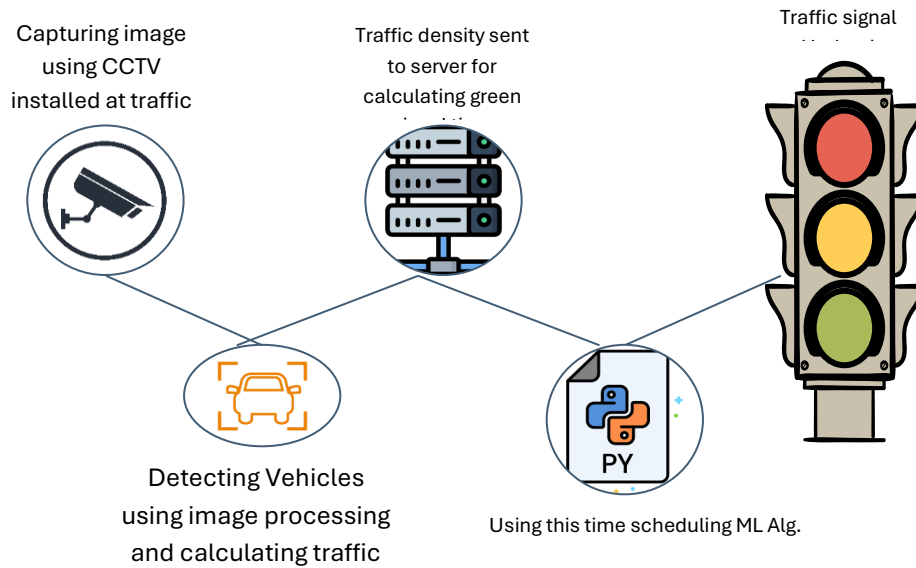 Capturing image
using CCTV
installed at traffic
Traffic density sent
to server for
calculating green
Traffic signal
Detecting Vehicles
using image processing
and calculating traffic
PY
Using this time scheduling ML Alg.